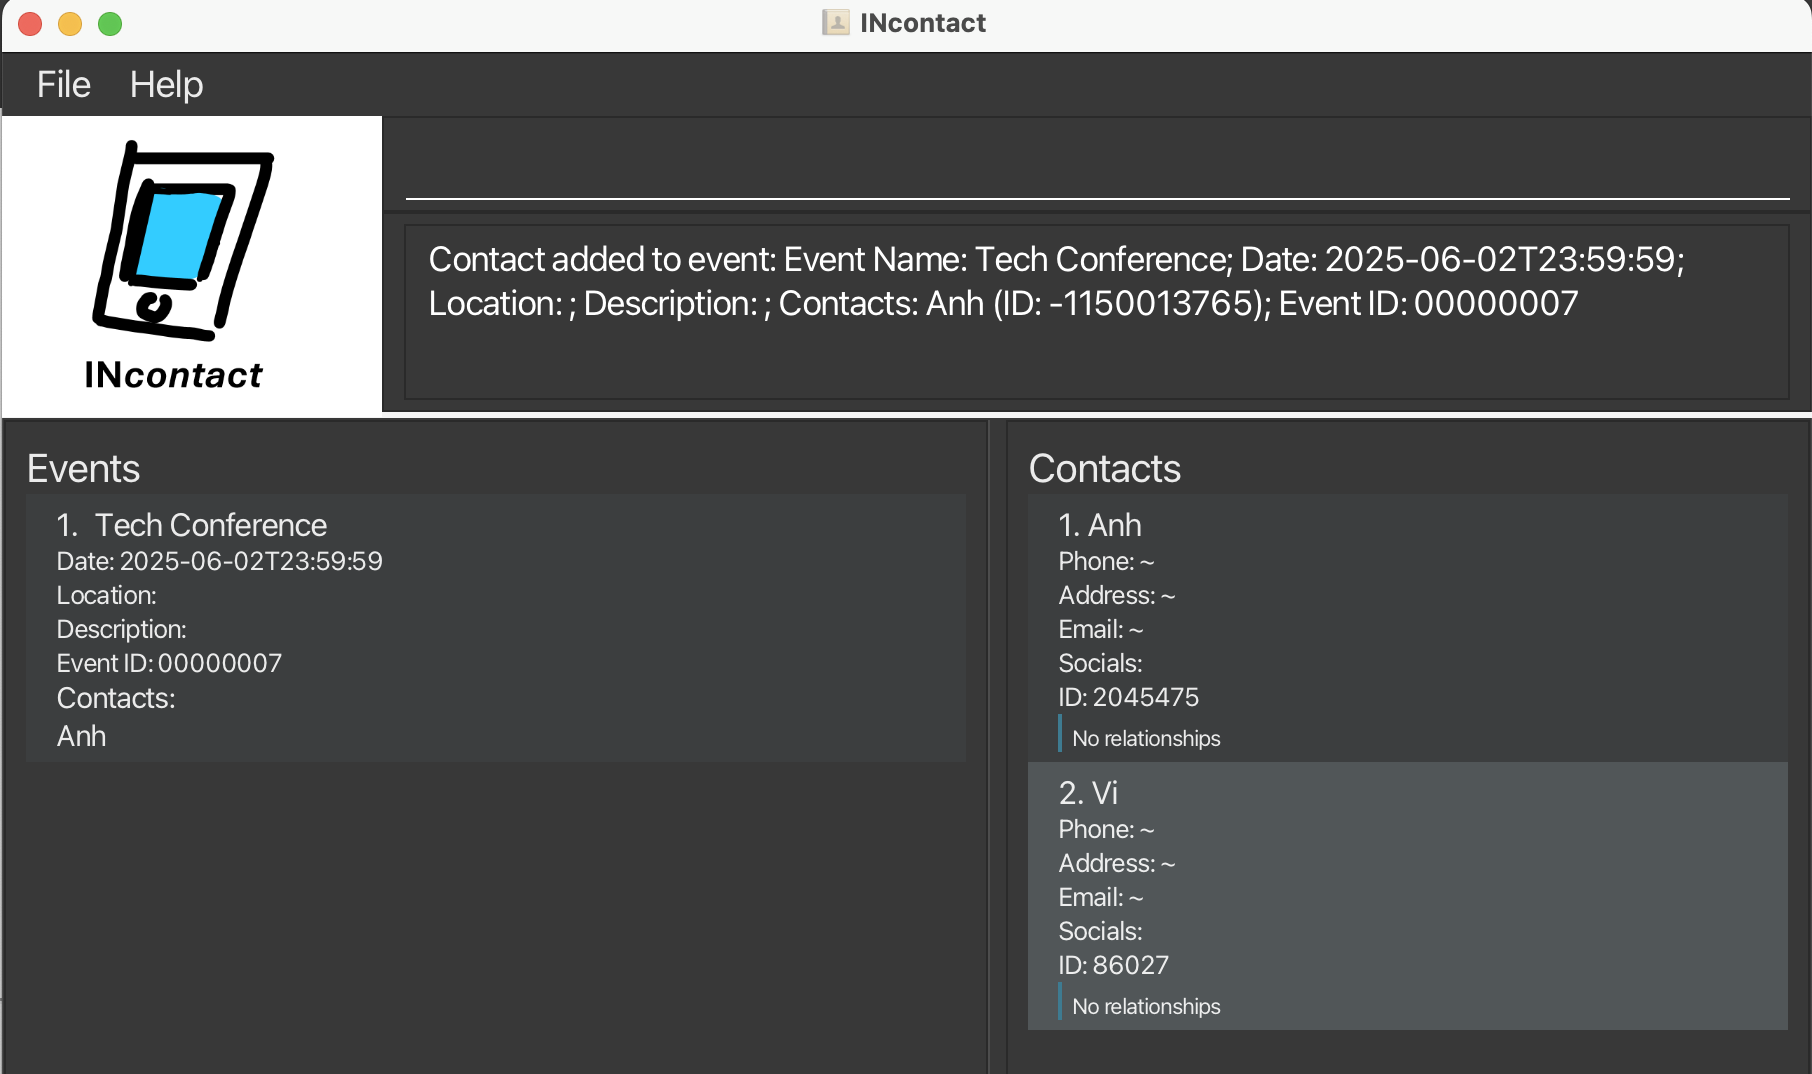 INcontact
File Help
INcontact
Contact added to event: Event Name: Tech Conference; Date: 2025-06-02T23:59:59;
Location: ; Description: ; Contacts: Anh (ID: -1150013765); Event ID: 00000007
Events
1. Tech Conference
Date: 2025-06-02T23:59:59
Location:
Description:
Event ID: 00000007
Contacts:
Anh
Contacts
1. Anh
Phone: ~
Address: ~
Email: ~
Socials:
ID: 2045475
No relationships
2. Vi
Phone: ~
Address: ~
Email: ~
Socials:
ID: 86027
No relationships